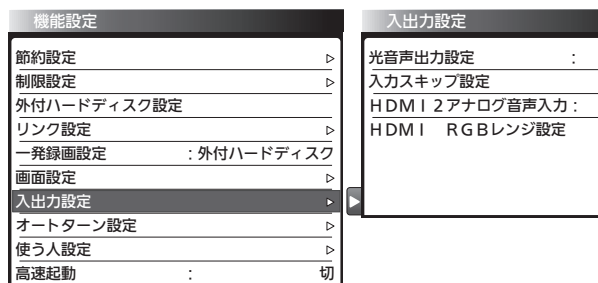 機能設定
節約設定
制限設定
外付ハードディスク設定
リンク設定
一発録画設定 :外付ハードディスク
画面設定
入出力設定
オートターン設定
使う人設定
高速起動 : 切
入出力設定
光音声出力設定 :
入力スキップ設定
HDMI2アナログ音声入力:
HDMI RGBレンジ設定